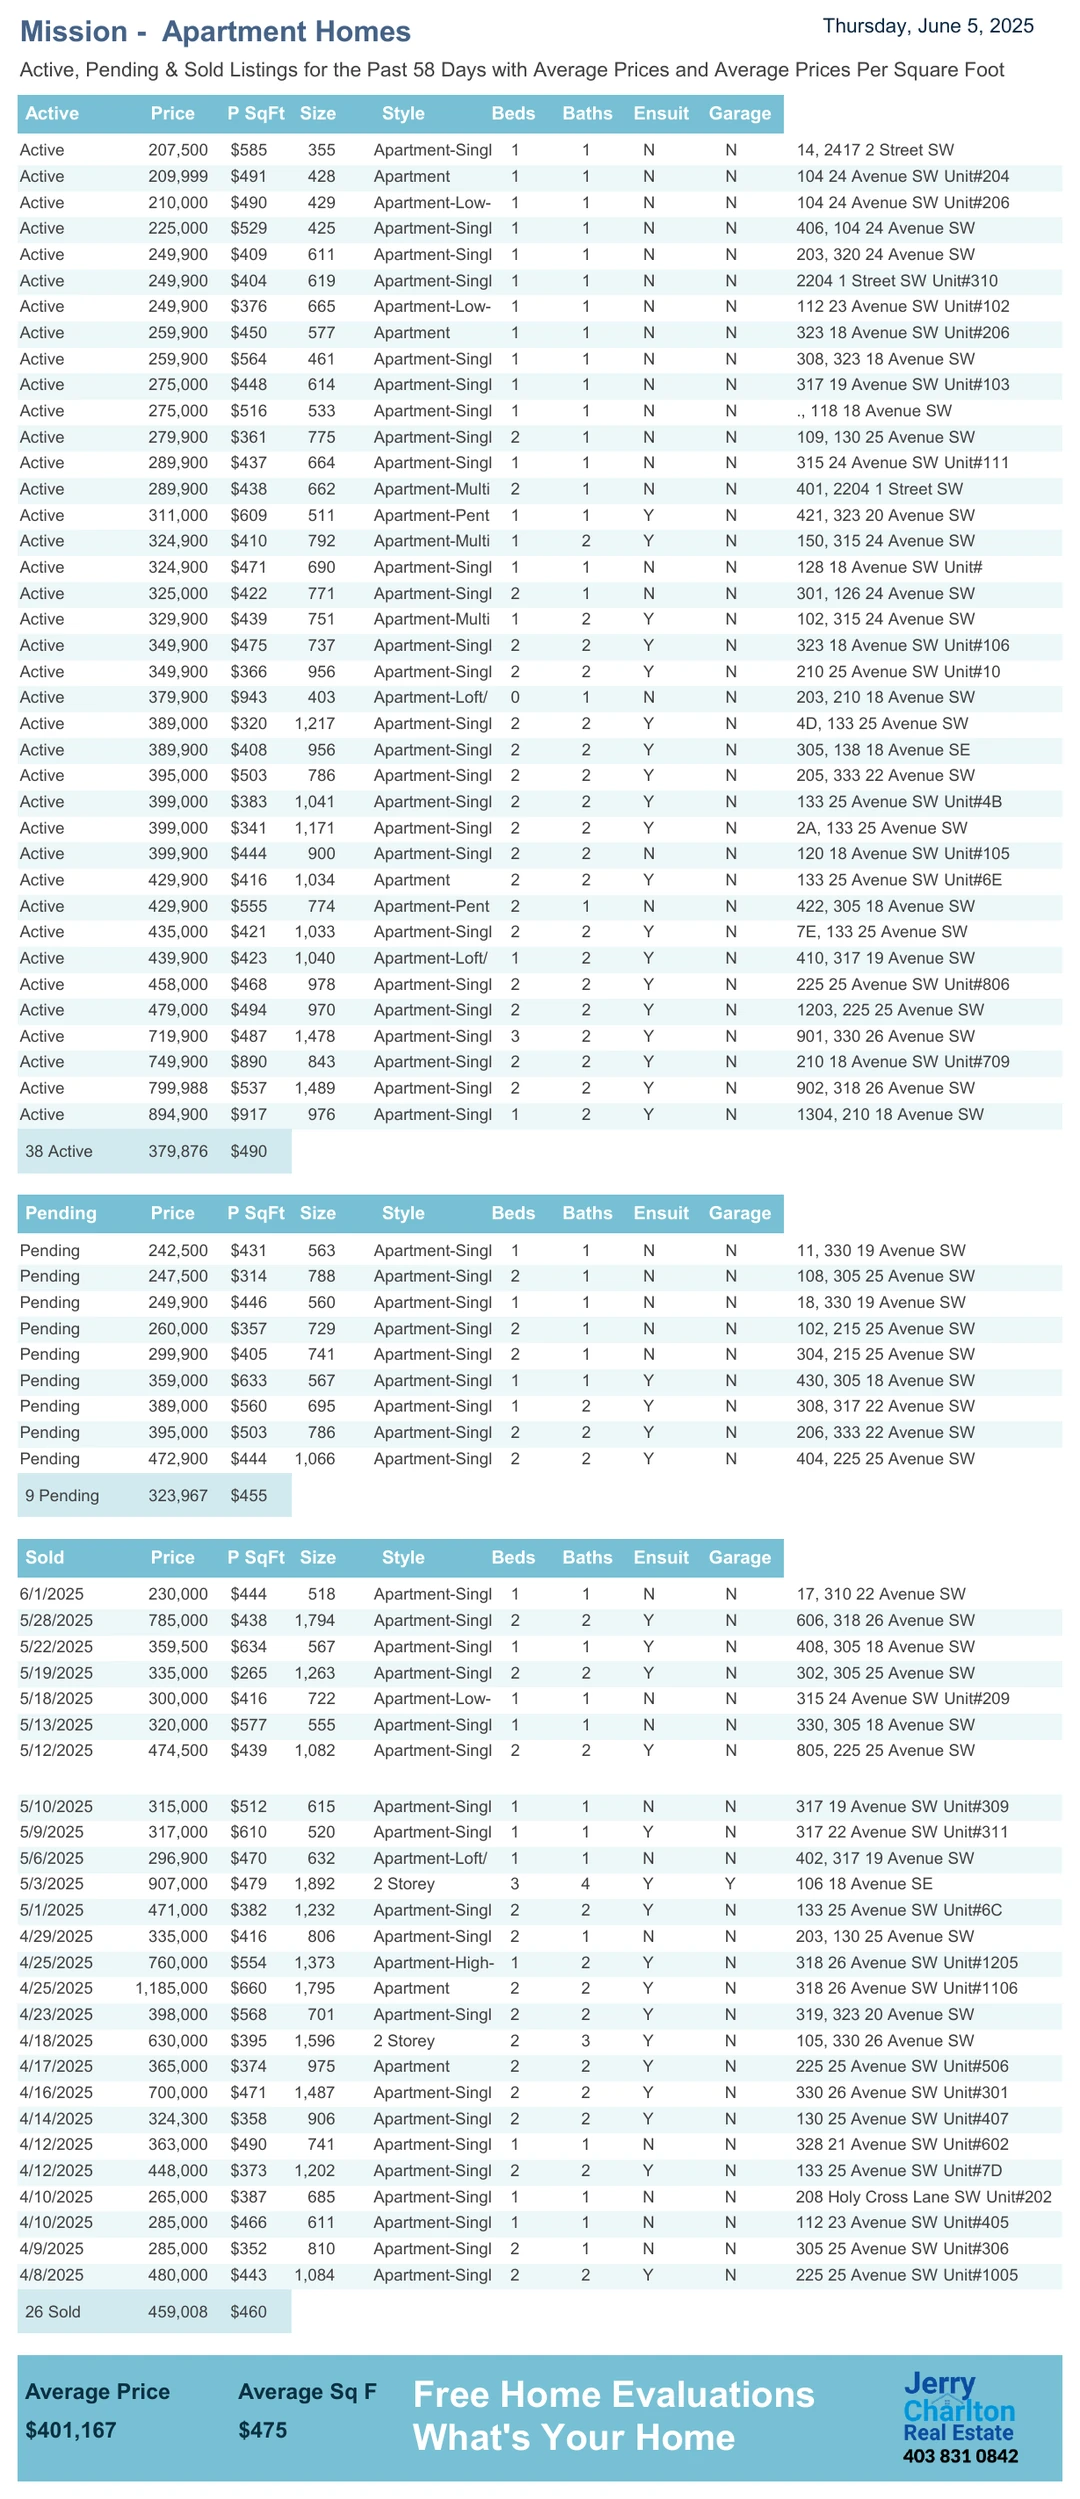 Mission -  Apartment Homes
Thursday, June 5, 2025
Active, Pending & Sold Listings for the Past 58 Days with Average Prices and Average Prices Per Square Foot
Active Price P SqFt Size Style Beds Baths Ensuit Garage
Active 207,500 $585 355 Apartment-Singl 1 1 N N 14, 2417 2 Street SW
Active 209,999 $491 428 Apartment 1 1 N N 104 24 Avenue SW Unit#204
Active 210,000 $490 429 Apartment-Low- 1 1 N N 104 24 Avenue SW Unit#206
Active 225,000 $529 425 Apartment-Singl 1 1 N N 406, 104 24 Avenue SW
Active 249,900 $409 611 Apartment-Singl 1 1 N N 203, 320 24 Avenue SW
Active 249,900 $404 619 Apartment-Singl 1 1 N N 2204 1 Street SW Unit#310
Active 249,900 $376 665 Apartment-Low- 1 1 N N 112 23 Avenue SW Unit#102
Active 259,900 $450 577 Apartment 1 1 N N 323 18 Avenue SW Unit#206
Active 259,900 $564 461 Apartment-Singl 1 1 N N 308, 323 18 Avenue SW
Active 275,000 $448 614 Apartment-Singl 1 1 N N 317 19 Avenue SW Unit#103
Active 275,000 $516 533 Apartment-Singl 1 1 N N ., 118 18 Avenue SW
Active 279,900 $361 775 Apartment-Singl 2 1 N N 109, 130 25 Avenue SW
Active 289,900 $437 664 Apartment-Singl 1 1 N N 315 24 Avenue SW Unit#111
Active 289,900 $438 662 Apartment-Multi 2 1 N N 401, 2204 1 Street SW
Active 311,000 $609 511 Apartment-Pent 1 1 Y N 421, 323 20 Avenue SW
Active 324,900 $410 792 Apartment-Multi 1 2 Y N 150, 315 24 Avenue SW
Active 324,900 $471 690 Apartment-Singl 1 1 N N 128 18 Avenue SW Unit#
Active 325,000 $422 771 Apartment-Singl 2 1 N N 301, 126 24 Avenue SW
Active 329,900 $439 751 Apartment-Multi 1 2 Y N 102, 315 24 Avenue SW
Active 349,900 $475 737 Apartment-Singl 2 2 Y N 323 18 Avenue SW Unit#106
Active 349,900 $366 956 Apartment-Singl 2 2 Y N 210 25 Avenue SW Unit#10
Active 379,900 $943 403 Apartment-Loft/ 0 1 N N 203, 210 18 Avenue SW
Active 389,000 $320 1,217 Apartment-Singl 2 2 Y N 4D, 133 25 Avenue SW
Active 389,900 $408 956 Apartment-Singl 2 2 Y N 305, 138 18 Avenue SE
Active 395,000 $503 786 Apartment-Singl 2 2 Y N 205, 333 22 Avenue SW
Active 399,000 $383 1,041 Apartment-Singl 2 2 Y N 133 25 Avenue SW Unit#4B
Active 399,000 $341 1,171 Apartment-Singl 2 2 Y N 2A, 133 25 Avenue SW
Active 399,900 $444 900 Apartment-Singl 2 2 N N 120 18 Avenue SW Unit#105
Active 429,900 $416 1,034 Apartment 2 2 Y N 133 25 Avenue SW Unit#6E
Active 429,900 $555 774 Apartment-Pent 2 1 N N 422, 305 18 Avenue SW
Active 435,000 $421 1,033 Apartment-Singl 2 2 Y N 7E, 133 25 Avenue SW
Active 439,900 $423 1,040 Apartment-Loft/ 1 2 Y N 410, 317 19 Avenue SW
Active 458,000 $468 978 Apartment-Singl 2 2 Y N 225 25 Avenue SW Unit#806
Active 479,000 $494 970 Apartment-Singl 2 2 Y N 1203, 225 25 Avenue SW
Active 719,900 $487 1,478 Apartment-Singl 3 2 Y N 901, 330 26 Avenue SW
Active 749,900 $890 843 Apartment-Singl 2 2 Y N 210 18 Avenue SW Unit#709
Active 799,988 $537 1,489 Apartment-Singl 2 2 Y N 902, 318 26 Avenue SW
Active 894,900 $917 976 Apartment-Singl 1 2 Y N 1304, 210 18 Avenue SW
38 Active 379,876 $490
Pending Price P SqFt Size Style Beds Baths Ensuit Garage
Pending 242,500 $431 563 Apartment-Singl 1 1 N N 11, 330 19 Avenue SW
Pending 247,500 $314 788 Apartment-Singl 2 1 N N 108, 305 25 Avenue SW
Pending 249,900 $446 560 Apartment-Singl 1 1 N N 18, 330 19 Avenue SW
Pending 260,000 $357 729 Apartment-Singl 2 1 N N 102, 215 25 Avenue SW
Pending 299,900 $405 741 Apartment-Singl 2 1 N N 304, 215 25 Avenue SW
Pending 359,000 $633 567 Apartment-Singl 1 1 Y N 430, 305 18 Avenue SW
Pending 389,000 $560 695 Apartment-Singl 1 2 Y N 308, 317 22 Avenue SW
Pending 395,000 $503 786 Apartment-Singl 2 2 Y N 206, 333 22 Avenue SW
Pending 472,900 $444 1,066 Apartment-Singl 2 2 Y N 404, 225 25 Avenue SW
9 Pending 323,967 $455
Sold Price P SqFt Size Style Beds Baths Ensuit Garage
6/1/2025 230,000 $444 518 Apartment-Singl 1 1 N N 17, 310 22 Avenue SW
5/28/2025 785,000 $438 1,794 Apartment-Singl 2 2 Y N 606, 318 26 Avenue SW
5/22/2025 359,500 $634 567 Apartment-Singl 1 1 Y N 408, 305 18 Avenue SW
5/19/2025 335,000 $265 1,263 Apartment-Singl 2 2 Y N 302, 305 25 Avenue SW
5/18/2025 300,000 $416 722 Apartment-Low- 1 1 N N 315 24 Avenue SW Unit#209
5/13/2025 320,000 $577 555 Apartment-Singl 1 1 N N 330, 305 18 Avenue SW
5/12/2025 474,500 $439 1,082 Apartment-Singl 2 2 Y N 805, 225 25 Avenue SW
5/10/2025 315,000 $512 615 Apartment-Singl 1 1 N N 317 19 Avenue SW Unit#309
5/9/2025 317,000 $610 520 Apartment-Singl 1 1 Y N 317 22 Avenue SW Unit#311
5/6/2025 296,900 $470 632 Apartment-Loft/ 1 1 N N 402, 317 19 Avenue SW
5/3/2025 907,000 $479 1,892 2 Storey 3 4 Y Y 106 18 Avenue SE
5/1/2025 471,000 $382 1,232 Apartment-Singl 2 2 Y N 133 25 Avenue SW Unit#6C
4/29/2025 335,000 $416 806 Apartment-Singl 2 1 N N 203, 130 25 Avenue SW
4/25/2025 760,000 $554 1,373 Apartment-High- 1 2 Y N 318 26 Avenue SW Unit#1205
4/25/2025 1,185,000 $660 1,795 Apartment 2 2 Y N 318 26 Avenue SW Unit#1106
4/23/2025 398,000 $568 701 Apartment-Singl 2 2 Y N 319, 323 20 Avenue SW
4/18/2025 630,000 $395 1,596 2 Storey 2 3 Y N 105, 330 26 Avenue SW
4/17/2025 365,000 $374 975 Apartment 2 2 Y N 225 25 Avenue SW Unit#506
4/16/2025 700,000 $471 1,487 Apartment-Singl 2 2 Y N 330 26 Avenue SW Unit#301
4/14/2025 324,300 $358 906 Apartment-Singl 2 2 Y N 130 25 Avenue SW Unit#407
4/12/2025 363,000 $490 741 Apartment-Singl 1 1 N N 328 21 Avenue SW Unit#602
4/12/2025 448,000 $373 1,202 Apartment-Singl 2 2 Y N 133 25 Avenue SW Unit#7D
4/10/2025 265,000 $387 685 Apartment-Singl 1 1 N N 208 Holy Cross Lane SW Unit#202
4/10/2025 285,000 $466 611 Apartment-Singl 1 1 N N 112 23 Avenue SW Unit#405
4/9/2025 285,000 $352 810 Apartment-Singl 2 1 N N 305 25 Avenue SW Unit#306
4/8/2025 480,000 $443 1,084 Apartment-Singl 2 2 Y N 225 25 Avenue SW Unit#1005
26 Sold 459,008 $460
Average Price Average Sq F
$401,167 $475
Free Home Evaluations
What's Your Home
Jerry
Charlton
Real Estate
403 831 0842